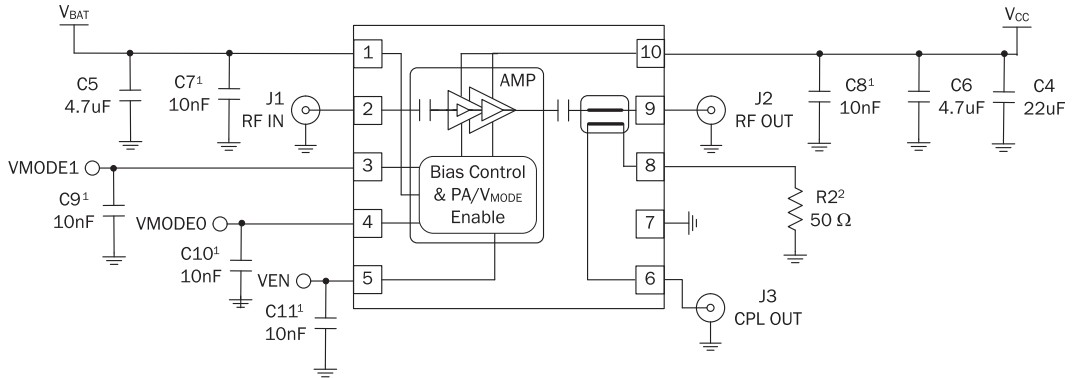 VBAT
VCC
1
10
C5
4.7uF
C7¹
10nF
AMP
C8¹
10nF
C6
4.7uF
C4
22uF
J1
RF IN
2
9
J2
RF OUT
VMODE1
3
Bias Control
& PA/VMODE
Enable
8
C9¹
10nF
R2²
50 Ω
VMODE0
4
7
C10¹
10nF
VEN
5
6
C11¹
10nF
J3
CPL OUT